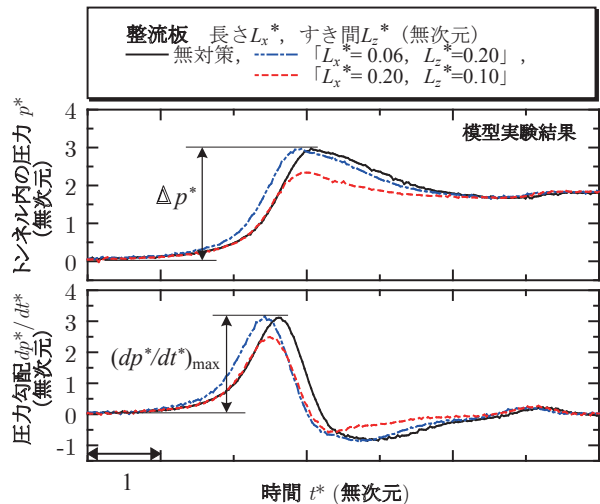 整流板 長さLx*, すき間Lz* (無次元)
無対策, 「Lx*= 0.06, Lz*=0.20」,
「Lx*= 0.20, Lz*=0.10」
トンネル内の圧力 p*
(無次元)
4
3
2
1
0
模型実験結果
Δp*
圧力勾配dp*/dt*
(無次元)
4
3
2
1
0
-1
(dp*/dt*)max
1
時間 t* (無次元)